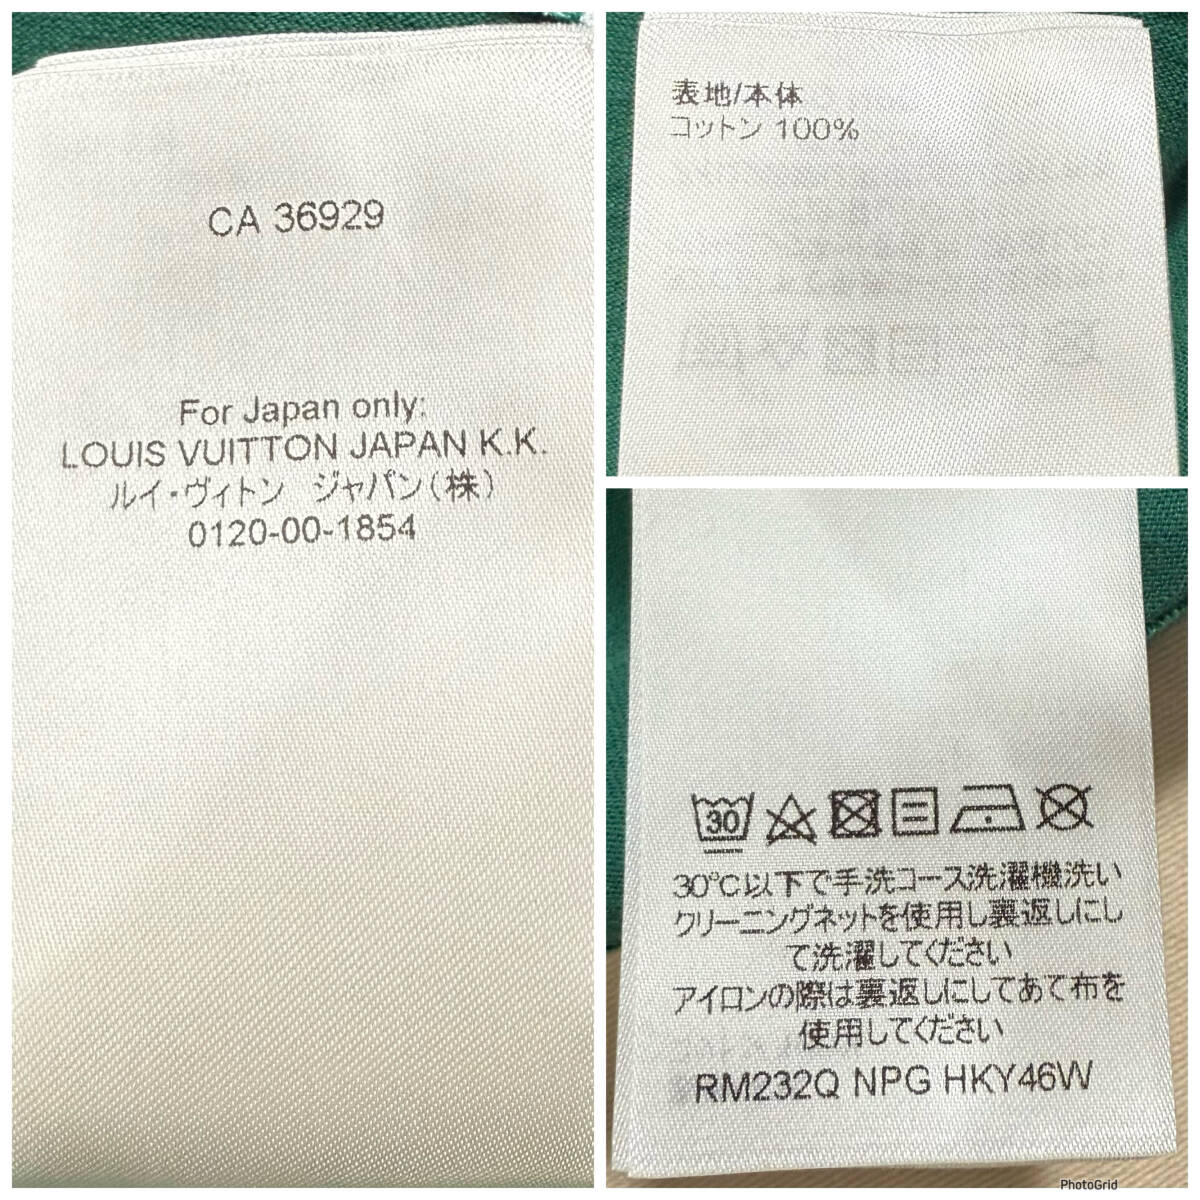 CA 36929
For Japan only:
LOUIS VUITTON JAPAN K.K.
ルイ・ヴィトン ジャパン(株)
0120-00-1854
表地/本体
コットン 100%
30
30℃以下で手洗コース洗濯機洗い
クリーニングネットを使用し裏返しにし
て洗濯してください
アイロンの際は裏返しにしてあて布を
使用してください
RM232Q NPG HKY46W
PhotoGrid